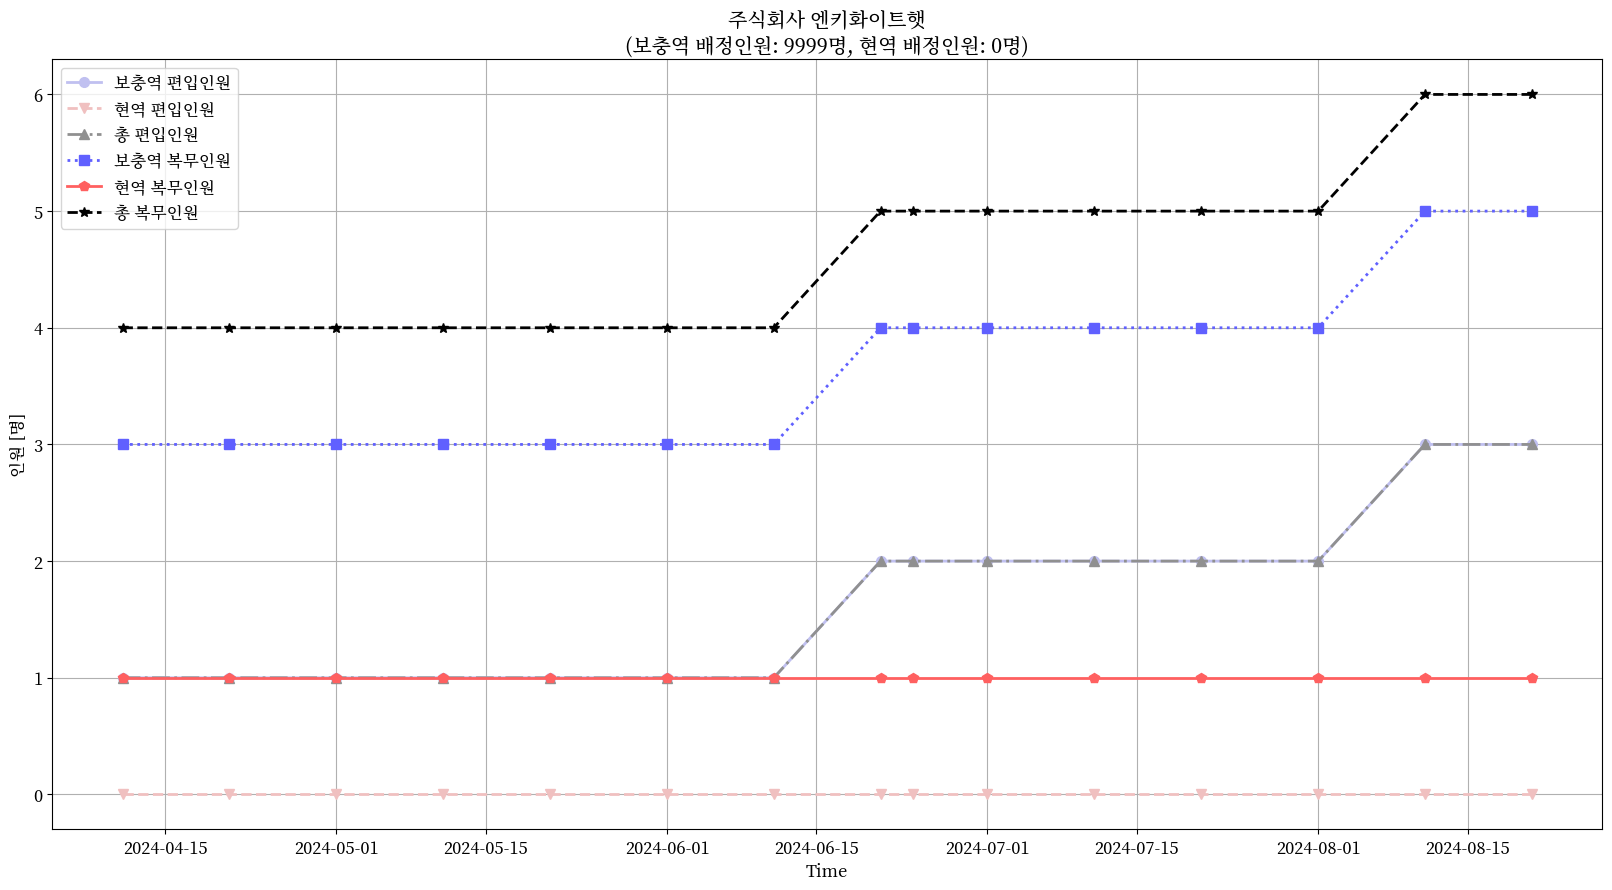 주식회사 엔키화이트햇
(보충역 배정인원: 9999명, 현역 배정인원: 0명)
보충역 편입인원
현역 편입인원
총 편입인원
보충역 복무인원
현역 복무인원
총 복무인원
인원 [명]
6
5
4
3
2
1
0
2024-04-15
2024-05-01
2024-05-15
2024-06-01
2024-06-15
2024-07-01
2024-07-15
2024-08-01
2024-08-15
Time